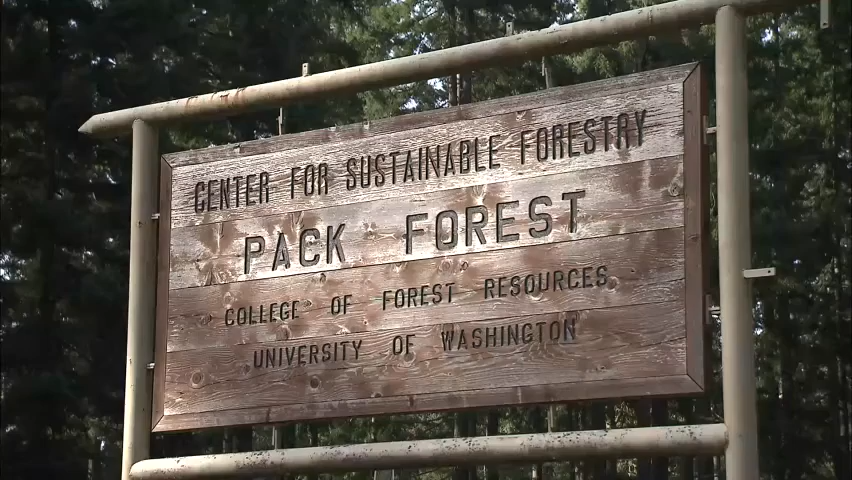 CENTER FOR SUSTAINABLE FORESTRY
PACK FOREST
COLLEGE OF FOREST RESOURCES
UNIVERSITY OF WASHINGTON